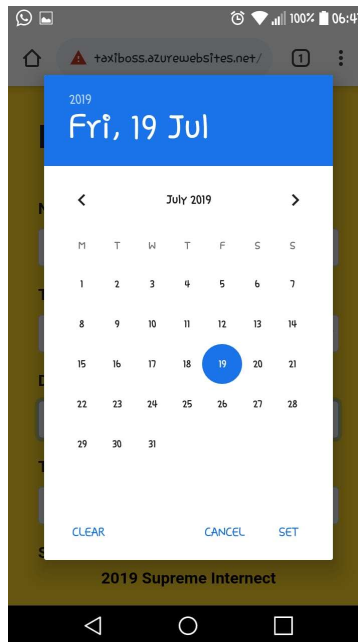 100% 06:4
taxiboss.azurewebsites.net/ 1
2019
Fri, 19 Jul
July 2019
M T W T F S S
1 2 3 4 5 6 7
8 9 10 11 12 13 14
15 16 17 18 19 20 21
22 23 24 25 26 27 28
29 30 31
CLEAR CANCEL SET
2019 Supreme Internect